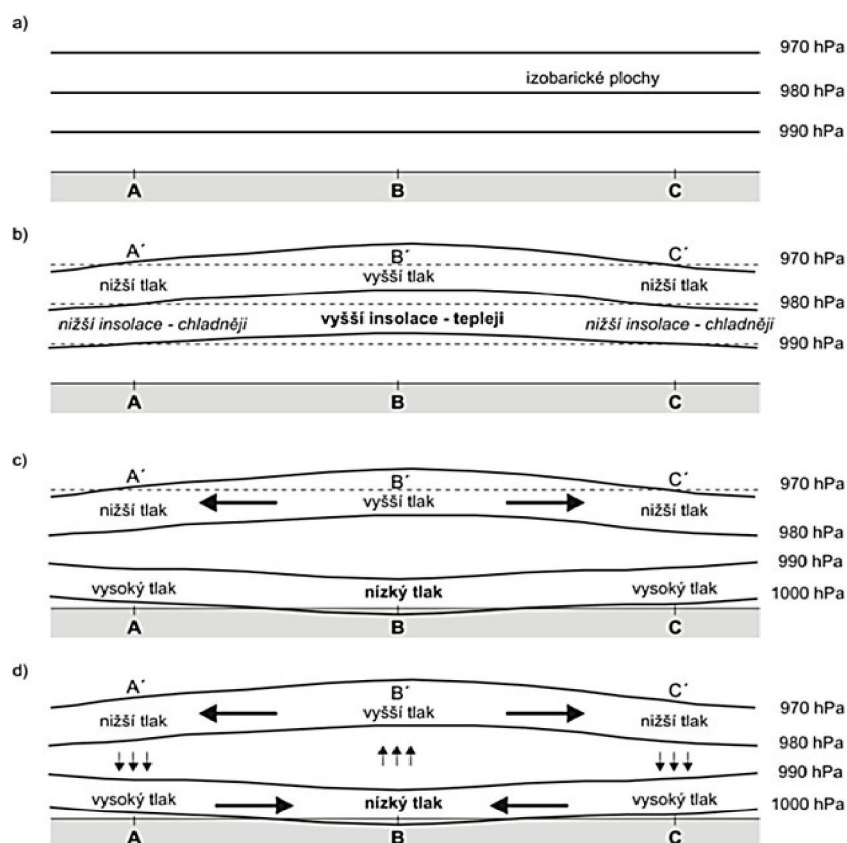 a)
970 hPa
izobarické plochy
980 hPa
990 hPa
A B C
b)
A´ B´ C´
970 hPa
nižší tlak vyšší tlak nižší tlak
980 hPa
nižší insolace - chladněji vyšší insolace - tepleji nižší insolace - chladněji
990 hPa
A B C
c)
A´ B´ C´
970 hPa
nižší tlak vyšší tlak nižší tlak
980 hPa
990 hPa
vysoký tlak nízký tlak vysoký tlak 1000 hPa
A B C
d)
A´ B´ C´
970 hPa
nižší tlak vyšší tlak nižší tlak
980 hPa
990 hPa
vysoký tlak nízký tlak vysoký tlak 1000 hPa
A B C